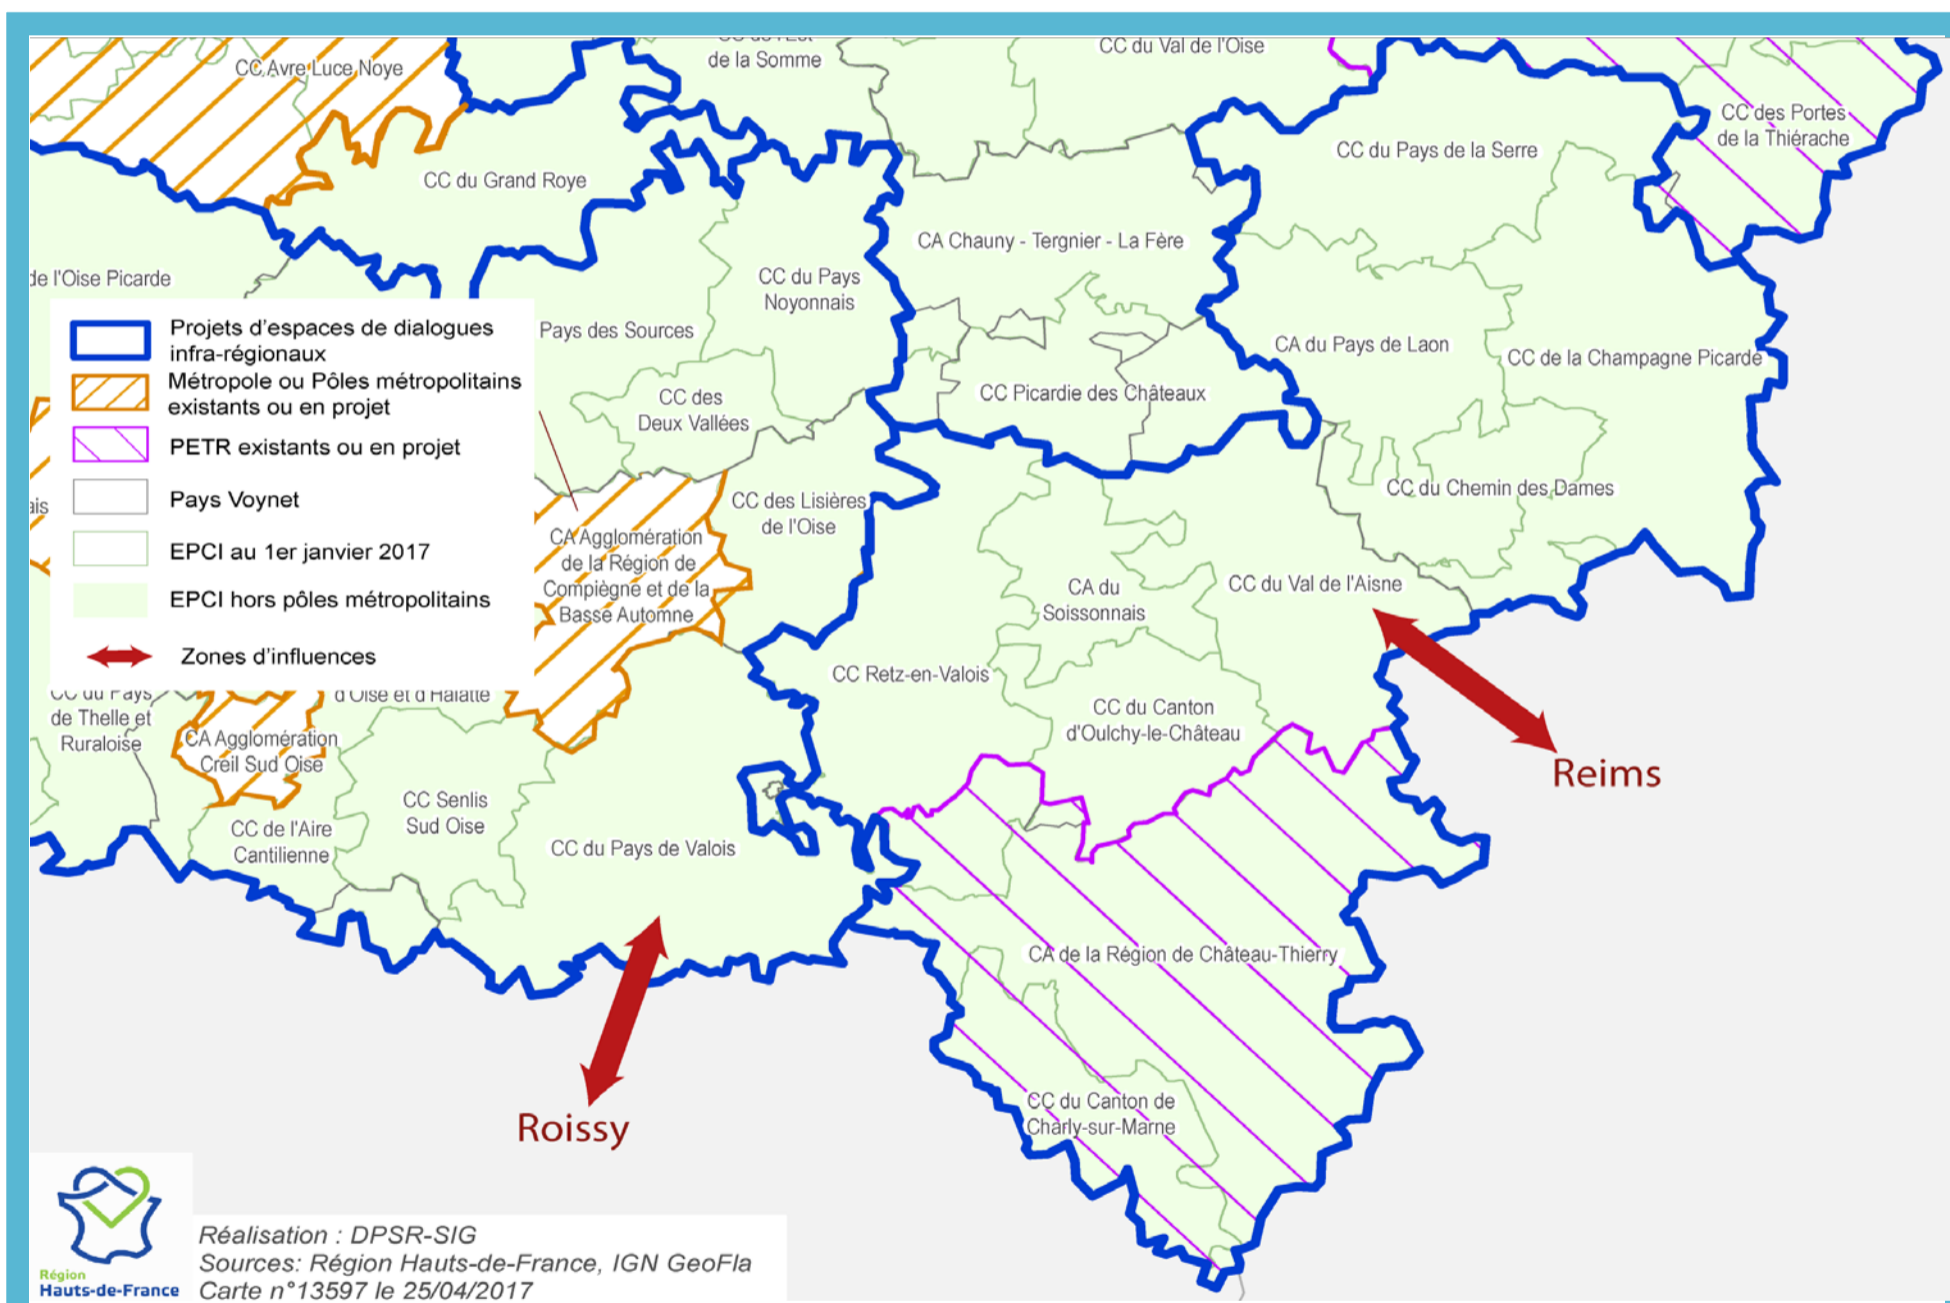 CC de l'Est
de la Somme
CC du Val de l'Oise
CC Avre Luce Noye
CC des Portes
de la Thiérache
CC du Pays de la Serre
CC du Grand Roye
CA Chauny - Tergnier - La Fère
de l'Oise Picarde
CC du Pays
Noyonnais
Projets d'espaces de dialogues
infra-régionaux
Pays des Sources
CA du Pays de Laon
CC de la Champagne Picarde
Métropole ou Pôles métropolitains
existants ou en projet
CC des
Deux Vallées
CC Picardie des Châteaux
PETR existants ou en projet
CC du Chemin des Dames
Pays Voynet
ais
CC des Lisières
de l'Oise
EPCI au 1er janvier 2017
CA Agglomération
de la Région de
Compiègne et de la
Basse Automne
CA du
Soissonnais
CC du Val de l'Aisne
EPCI hors pôles métropolitains
Zones d'influences
CC Retz-en-Valois
CC du Pays
de Thelle et
Ruraloise
d'Oise et d'Halatte
CC du Canton
d'Oulchy-le-Château
CA Agglomération
Creil Sud Oise
Reims
CC Senlis
Sud Oise
CC de l'Aire
Cantilienne
CC du Pays de Valois
CA de la Région de Château-Thierry
CC du Canton de
Charly-sur-Marne
Roissy
Réalisation : DPSR-SIG
Sources: Région Hauts-de-France, IGN GeoFla
Carte n°13597 le 25/04/2017
Région
Hauts-de-France